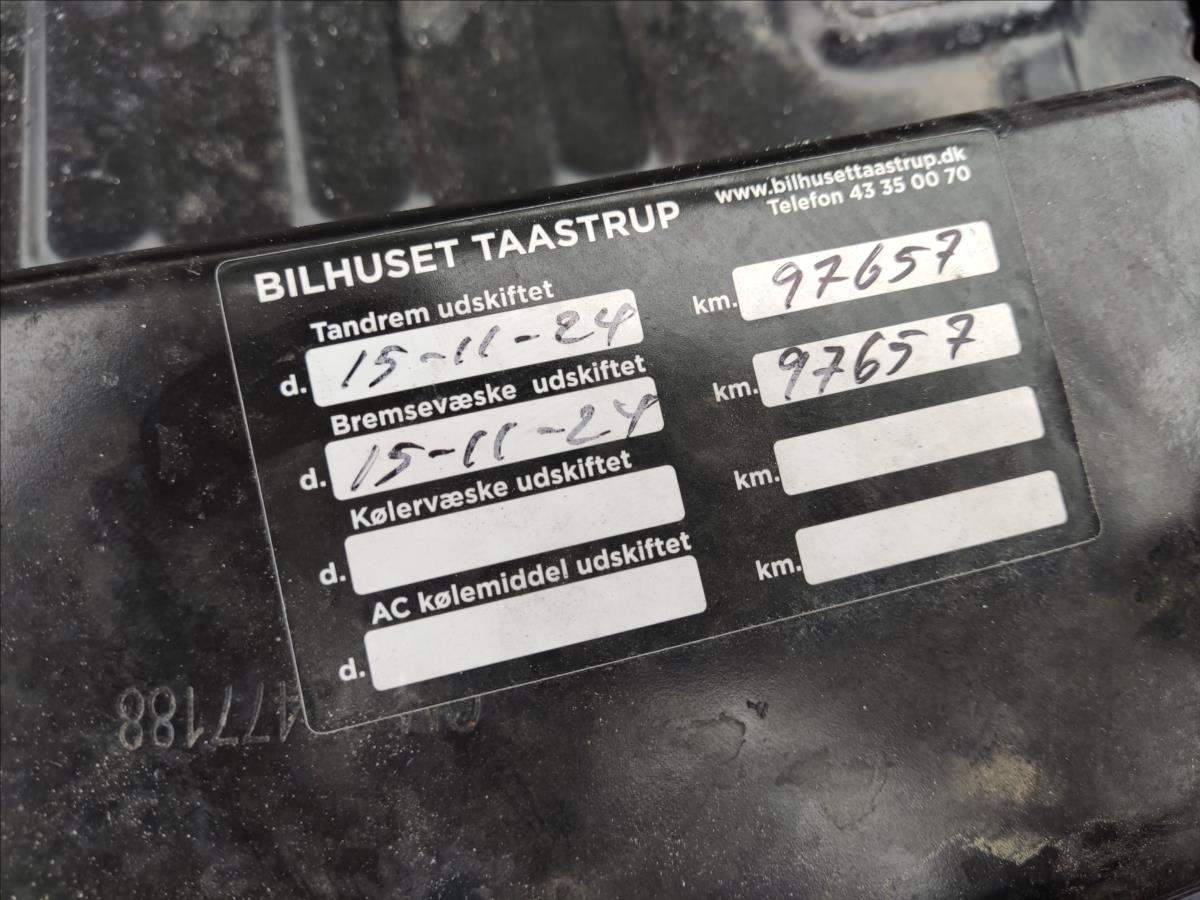 BILHUSET TAASTRUP
www.bilhusettaastrup.dk
Telefon 43 35 00 70
Tandrem udskiftet
d. 15-11-24 km. 97657
Bremsevæske udskiftet
d. 15-11-24 km. 97657
Kølervæske udskiftet
d. km.
AC kølemiddel udskiftet
d. km.
477188